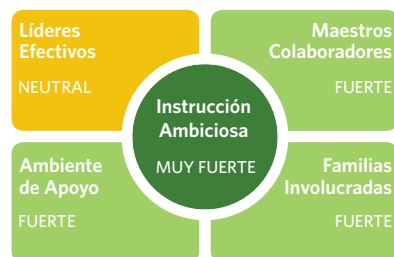 Líderes
Efectivos
NEUTRAL
Maestros
Colaboradores
FUERTE
Instrucción
Ambiciosa
MUY FUERTE
Ambiente
de Apoyo
FUERTE
Familias
Involucradas
FUERTE